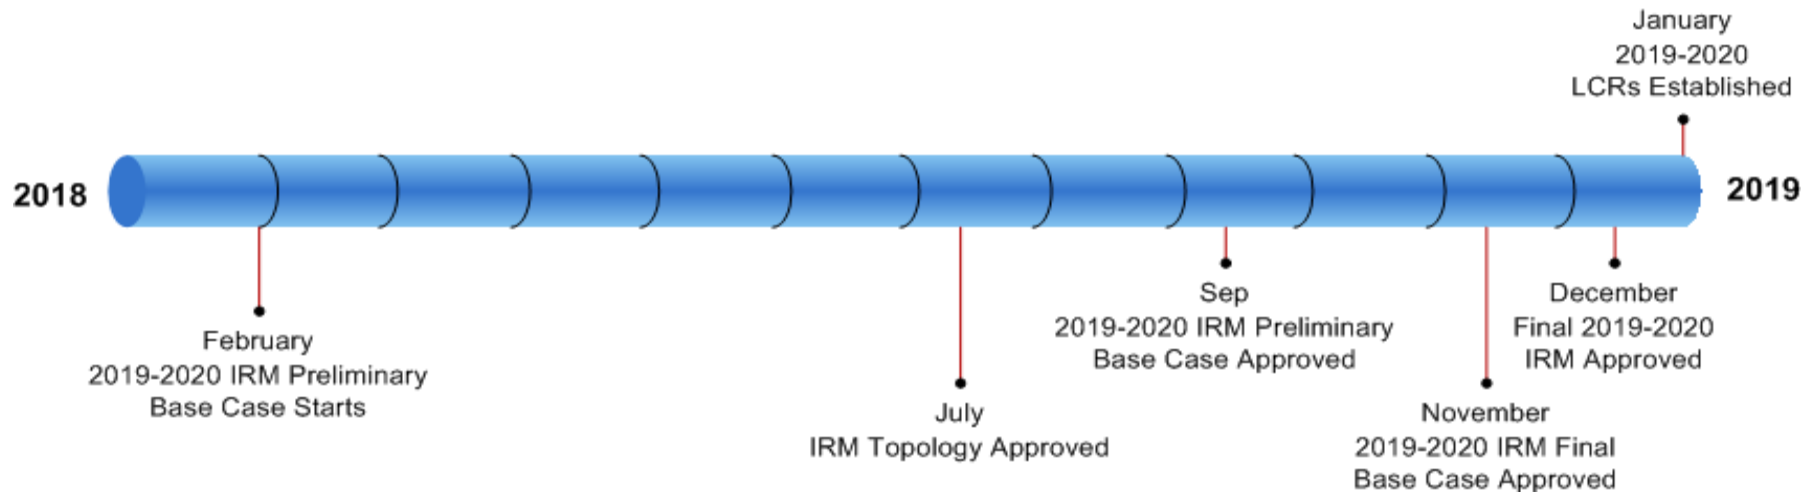 January
2019-2020
LCRs Established
2018
2019
February
2019-2020 IRM Preliminary
Base Case Starts
July
IRM Topology Approved
Sep
2019-2020 IRM Preliminary
Base Case Approved
November
2019-2020 IRM Final
Base Case Approved
December
Final 2019-2020
IRM Approved